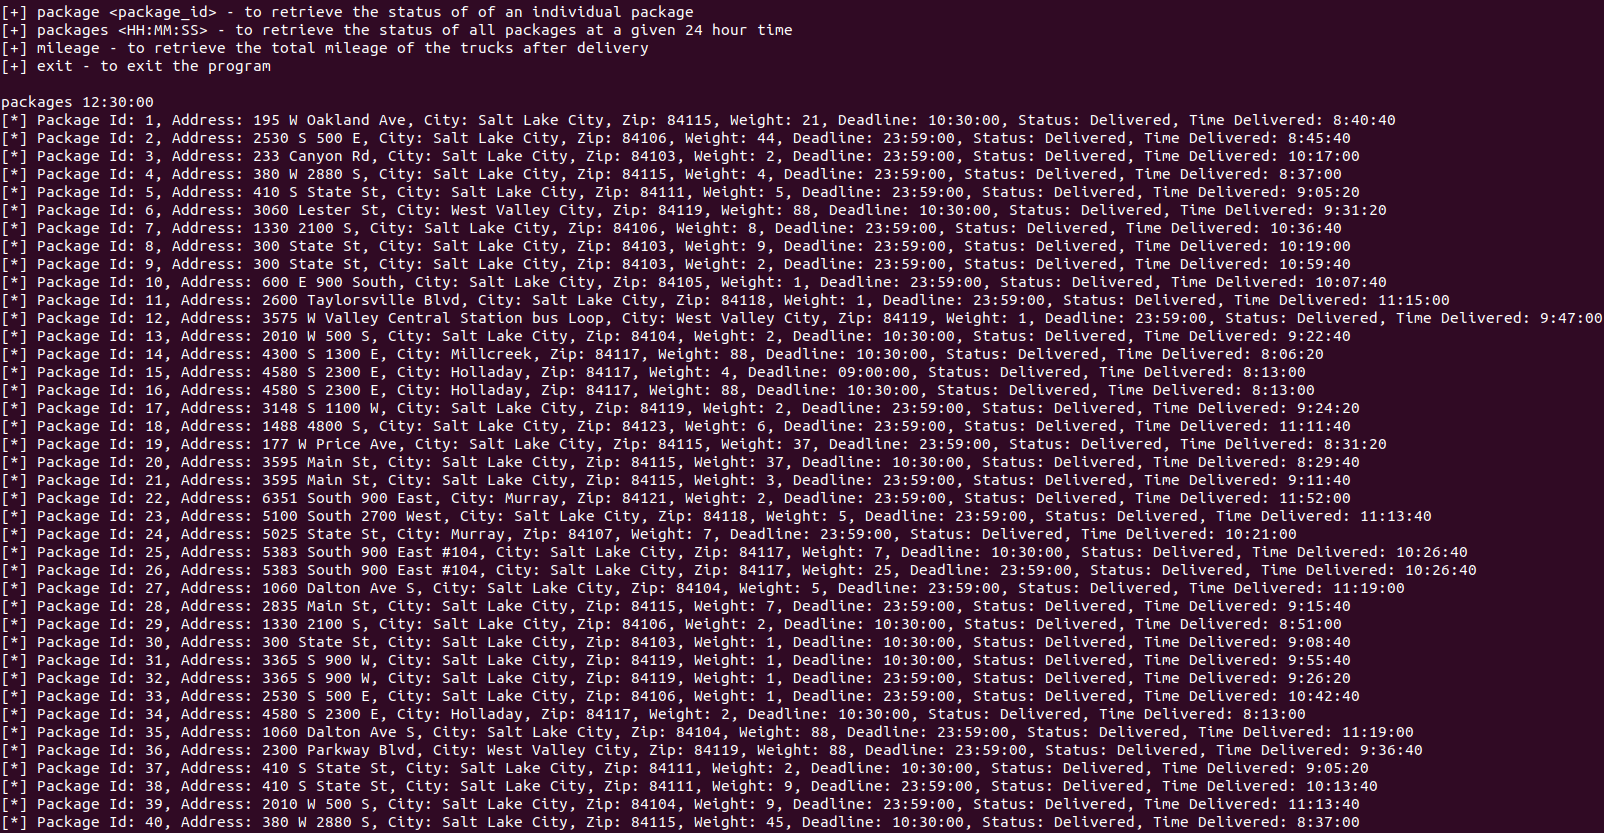 [+] package <package_id> - to retrieve the status of of an individual package
[+] packages <HH:MM:SS> - to retrieve the status of all packages at a given 24 hour time
[+] mileage - to retrieve the total mileage of the trucks after delivery
[+] exit - to exit the program
packages 12:30:00
[*] Package Id: 1, Address: 195 W Oakland Ave, City: Salt Lake City, Zip: 84115, Weight: 21, Deadline: 10:30:00, Status: Delivered, Time Delivered: 8:40:40
[*] Package Id: 2, Address: 2530 S 500 E, City: Salt Lake City, Zip: 84106, Weight: 44, Deadline: 23:59:00, Status: Delivered, Time Delivered: 8:45:40
[*] Package Id: 3, Address: 233 Canyon Rd, City: Salt Lake City, Zip: 84103, Weight: 2, Deadline: 23:59:00, Status: Delivered, Time Delivered: 10:17:00
[*] Package Id: 4, Address: 380 W 2880 S, City: Salt Lake City, Zip: 84115, Weight: 4, Deadline: 23:59:00, Status: Delivered, Time Delivered: 8:37:00
[*] Package Id: 5, Address: 410 S State St, City: Salt Lake City, Zip: 84111, Weight: 5, Deadline: 23:59:00, Status: Delivered, Time Delivered: 9:05:20
[*] Package Id: 6, Address: 3060 Lester St, City: West Valley City, Zip: 84119, Weight: 88, Deadline: 10:30:00, Status: Delivered, Time Delivered: 9:31:20
[*] Package Id: 7, Address: 1330 2100 S, City: Salt Lake City, Zip: 84106, Weight: 8, Deadline: 23:59:00, Status: Delivered, Time Delivered: 10:36:40
[*] Package Id: 8, Address: 300 State St, City: Salt Lake City, Zip: 84103, Weight: 9, Deadline: 23:59:00, Status: Delivered, Time Delivered: 10:19:00
[*] Package Id: 9, Address: 300 State St, City: Salt Lake City, Zip: 84103, Weight: 2, Deadline: 23:59:00, Status: Delivered, Time Delivered: 10:59:40
[*] Package Id: 10, Address: 600 E 900 South, City: Salt Lake City, Zip: 84105, Weight: 1, Deadline: 23:59:00, Status: Delivered, Time Delivered: 10:07:40
[*] Package Id: 11, Address: 2600 Taylorsville Blvd, City: Salt Lake City, Zip: 84118, Weight: 1, Deadline: 23:59:00, Status: Delivered, Time Delivered: 11:15:00
[*] Package Id: 12, Address: 3575 W Valley Central Station bus Loop, City: West Valley City, Zip: 84119, Weight: 1, Deadline: 23:59:00, Status: Delivered, Time Delivered: 9:47:00
[*] Package Id: 13, Address: 2010 W 500 S, City: Salt Lake City, Zip: 84104, Weight: 2, Deadline: 10:30:00, Status: Delivered, Time Delivered: 9:22:40
[*] Package Id: 14, Address: 4300 S 1300 E, City: Millcreek, Zip: 84117, Weight: 88, Deadline: 10:30:00, Status: Delivered, Time Delivered: 8:06:20
[*] Package Id: 15, Address: 4580 S 2300 E, City: Holladay, Zip: 84117, Weight: 4, Deadline: 09:00:00, Status: Delivered, Time Delivered: 8:13:00
[*] Package Id: 16, Address: 4580 S 2300 E, City: Holladay, Zip: 84117, Weight: 88, Deadline: 10:30:00, Status: Delivered, Time Delivered: 8:13:00
[*] Package Id: 17, Address: 3148 S 1100 W, City: Salt Lake City, Zip: 84119, Weight: 2, Deadline: 23:59:00, Status: Delivered, Time Delivered: 9:24:20
[*] Package Id: 18, Address: 1488 4800 S, City: Salt Lake City, Zip: 84123, Weight: 6, Deadline: 23:59:00, Status: Delivered, Time Delivered: 11:11:40
[*] Package Id: 19, Address: 177 W Price Ave, City: Salt Lake City, Zip: 84115, Weight: 37, Deadline: 23:59:00, Status: Delivered, Time Delivered: 8:31:20
[*] Package Id: 20, Address: 3595 Main St, City: Salt Lake City, Zip: 84115, Weight: 37, Deadline: 10:30:00, Status: Delivered, Time Delivered: 8:29:40
[*] Package Id: 21, Address: 3595 Main St, City: Salt Lake City, Zip: 84115, Weight: 3, Deadline: 23:59:00, Status: Delivered, Time Delivered: 9:11:40
[*] Package Id: 22, Address: 6351 South 900 East, City: Murray, Zip: 84121, Weight: 2, Deadline: 23:59:00, Status: Delivered, Time Delivered: 11:52:00
[*] Package Id: 23, Address: 5100 South 2700 West, City: Salt Lake City, Zip: 84118, Weight: 5, Deadline: 23:59:00, Status: Delivered, Time Delivered: 11:13:40
[*] Package Id: 24, Address: 5025 State St, City: Murray, Zip: 84107, Weight: 7, Deadline: 23:59:00, Status: Delivered, Time Delivered: 10:21:00
[*] Package Id: 25, Address: 5383 South 900 East #104, City: Salt Lake City, Zip: 84117, Weight: 7, Deadline: 10:30:00, Status: Delivered, Time Delivered: 10:26:40
[*] Package Id: 26, Address: 5383 South 900 East #104, City: Salt Lake City, Zip: 84117, Weight: 25, Deadline: 23:59:00, Status: Delivered, Time Delivered: 10:26:40
[*] Package Id: 27, Address: 1060 Dalton Ave S, City: Salt Lake City, Zip: 84104, Weight: 5, Deadline: 23:59:00, Status: Delivered, Time Delivered: 11:19:00
[*] Package Id: 28, Address: 2835 Main St, City: Salt Lake City, Zip: 84115, Weight: 7, Deadline: 23:59:00, Status: Delivered, Time Delivered: 9:15:40
[*] Package Id: 29, Address: 1330 2100 S, City: Salt Lake City, Zip: 84106, Weight: 2, Deadline: 10:30:00, Status: Delivered, Time Delivered: 8:51:00
[*] Package Id: 30, Address: 300 State St, City: Salt Lake City, Zip: 84103, Weight: 1, Deadline: 10:30:00, Status: Delivered, Time Delivered: 9:08:40
[*] Package Id: 31, Address: 3365 S 900 W, City: Salt Lake City, Zip: 84119, Weight: 1, Deadline: 10:30:00, Status: Delivered, Time Delivered: 9:55:40
[*] Package Id: 32, Address: 3365 S 900 W, City: Salt Lake City, Zip: 84119, Weight: 1, Deadline: 23:59:00, Status: Delivered, Time Delivered: 9:26:20
[*] Package Id: 33, Address: 2530 S 500 E, City: Salt Lake City, Zip: 84106, Weight: 1, Deadline: 23:59:00, Status: Delivered, Time Delivered: 10:42:40
[*] Package Id: 34, Address: 4580 S 2300 E, City: Holladay, Zip: 84117, Weight: 2, Deadline: 10:30:00, Status: Delivered, Time Delivered: 8:13:00
[*] Package Id: 35, Address: 1060 Dalton Ave S, City: Salt Lake City, Zip: 84104, Weight: 88, Deadline: 23:59:00, Status: Delivered, Time Delivered: 11:19:00
[*] Package Id: 36, Address: 2300 Parkway Blvd, City: West Valley City, Zip: 84119, Weight: 88, Deadline: 23:59:00, Status: Delivered, Time Delivered: 9:36:40
[*] Package Id: 37, Address: 410 S State St, City: Salt Lake City, Zip: 84111, Weight: 2, Deadline: 10:30:00, Status: Delivered, Time Delivered: 9:05:20
[*] Package Id: 38, Address: 410 S State St, City: Salt Lake City, Zip: 84111, Weight: 9, Deadline: 23:59:00, Status: Delivered, Time Delivered: 10:13:40
[*] Package Id: 39, Address: 2010 W 500 S, City: Salt Lake City, Zip: 84104, Weight: 9, Deadline: 23:59:00, Status: Delivered, Time Delivered: 11:13:40
[*] Package Id: 40, Address: 380 W 2880 S, City: Salt Lake City, Zip: 84115, Weight: 45, Deadline: 10:30:00, Status: Delivered, Time Delivered: 8:37:00